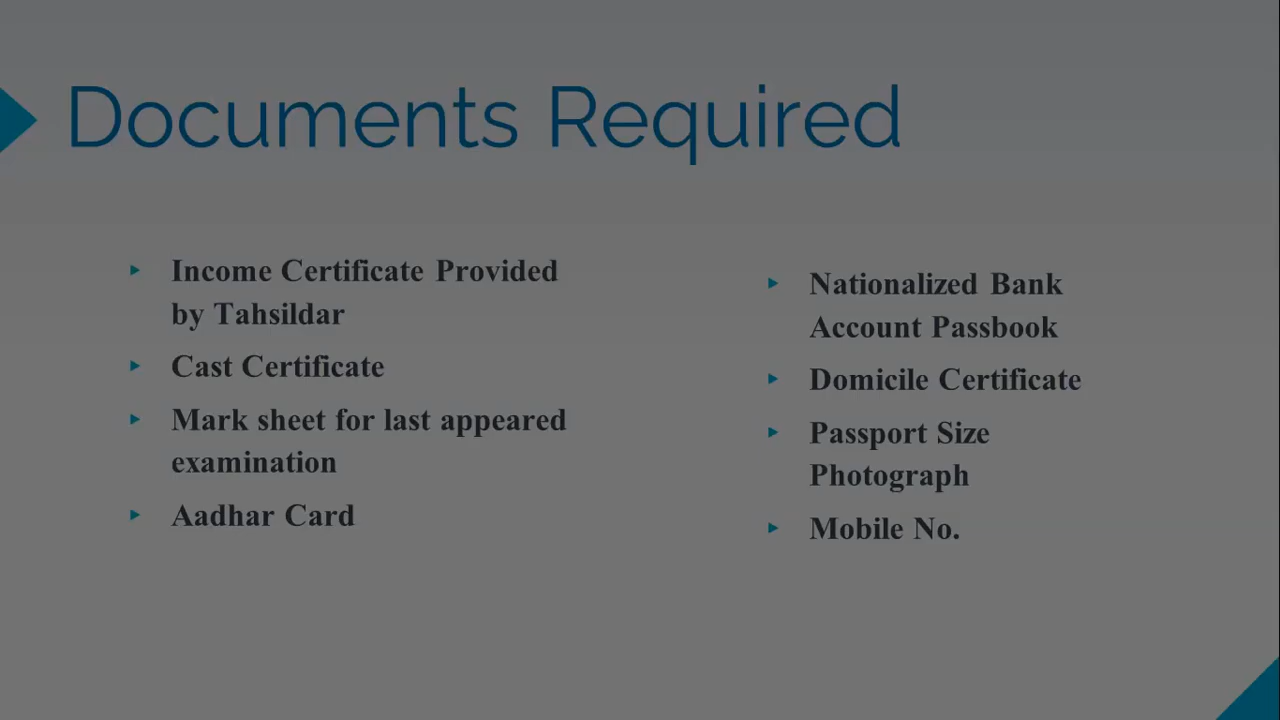 Documents Required
Income Certificate Provided
by Tahsildar
Cast Certificate
Mark sheet for last appeared
examination
Aadhar Card
Nationalized Bank
Account Passbook
Domicile Certificate
Passport Size
Photograph
Mobile No.